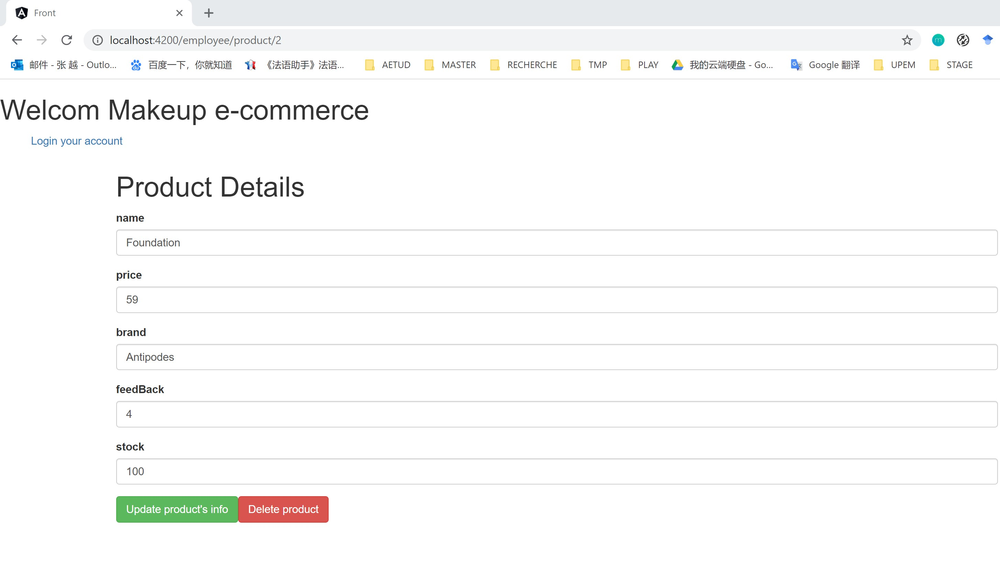 Front
localhost:4200/employee/product/2
邮件 - 张 越 - Outlo... 百度一下，你就知道 《法语助手》法语... AETUD MASTER RECHERCHE TMP PLAY 我的云端硬盘 - Go... Google 翻译 UPEM STAGE
Welcom Makeup e-commerce
Login your account
Product Details
name
Foundation
price
59
brand
Antipodes
feedBack
4
stock
100
Update product's info Delete product